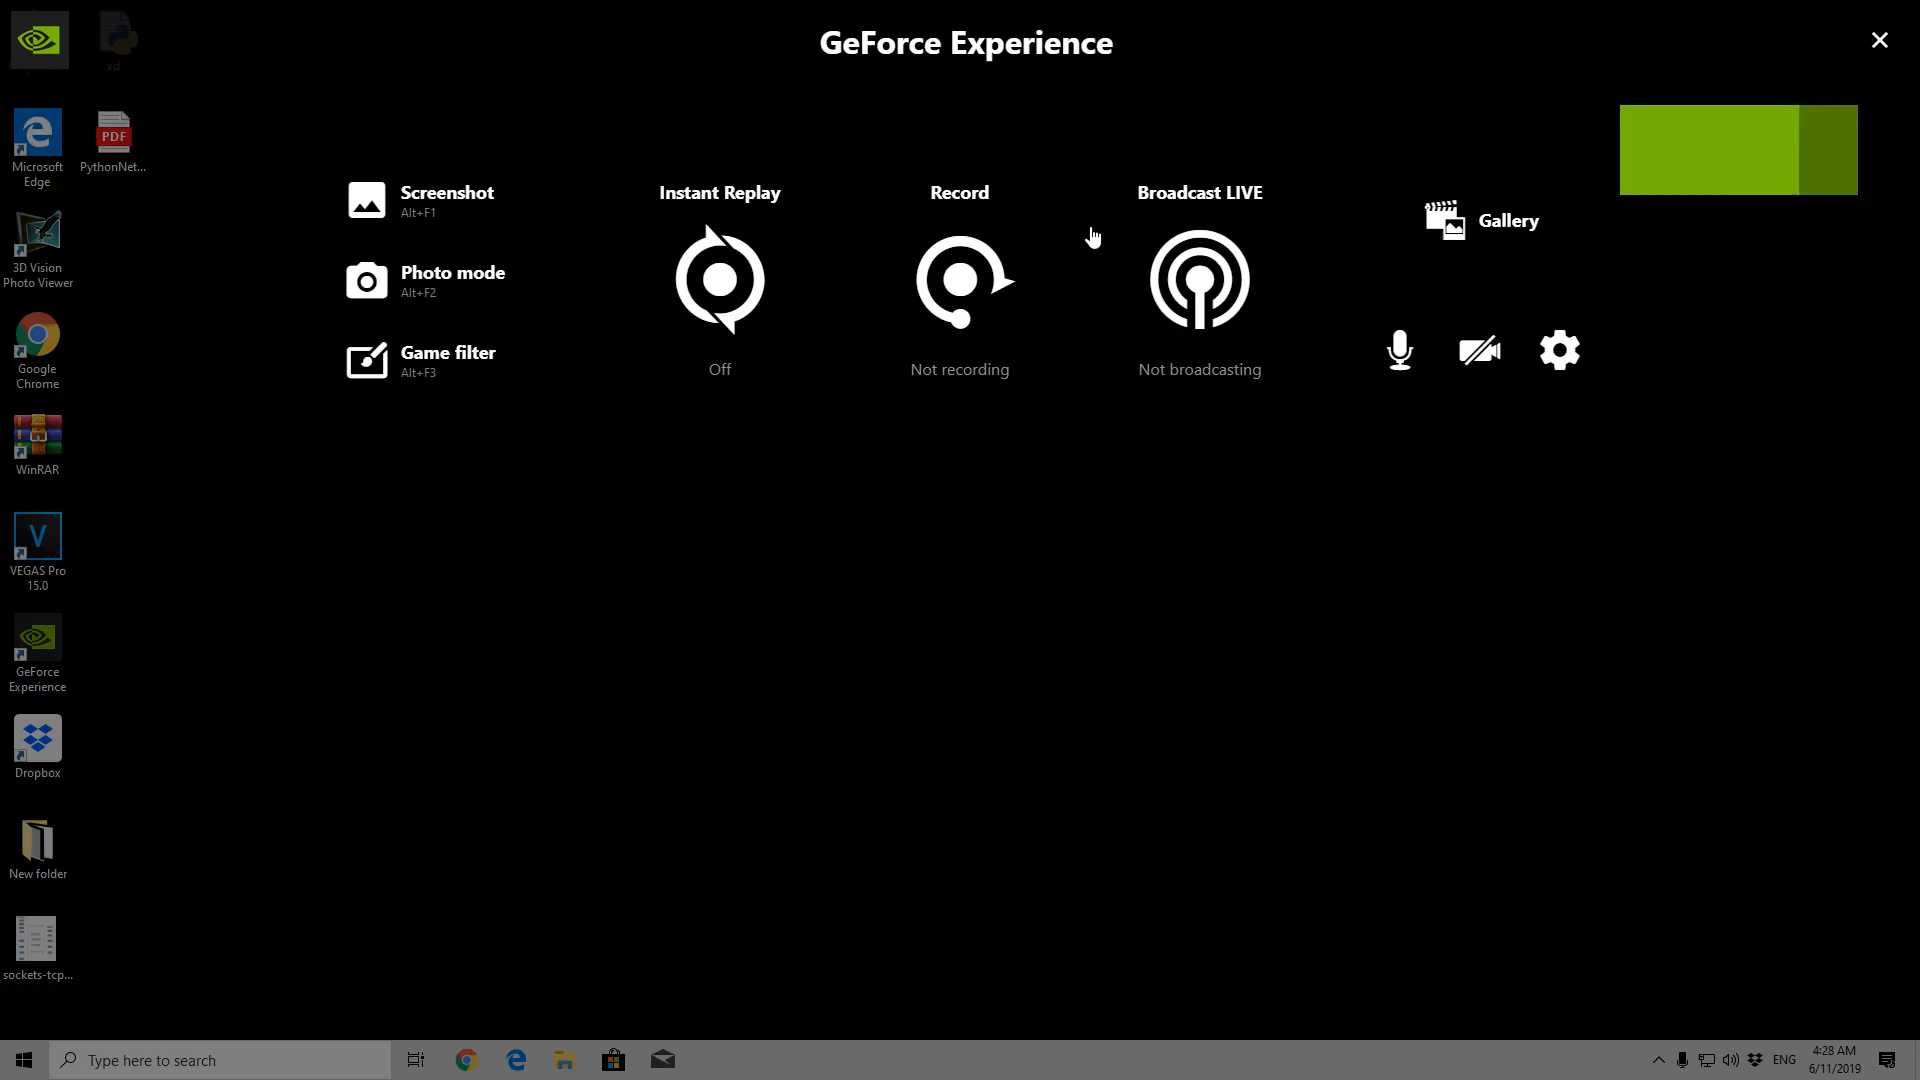 GeForce Experience
xd
Microsoft
Edge
PDF
PythonNet...
3D Vision
Photo Viewer
Google
Chrome
WinRAR
V
VEGAS Pro
15.0
GeForce
Experience
Dropbox
New folder
sockets-tcp...
Screenshot
Alt+F1
Photo mode
Alt+F2
Game filter
Alt+F3
Instant Replay
Off
Record
Not recording
Broadcast LIVE
Not broadcasting
Gallery
Type here to search
ENG
4:28 AM
6/11/2019